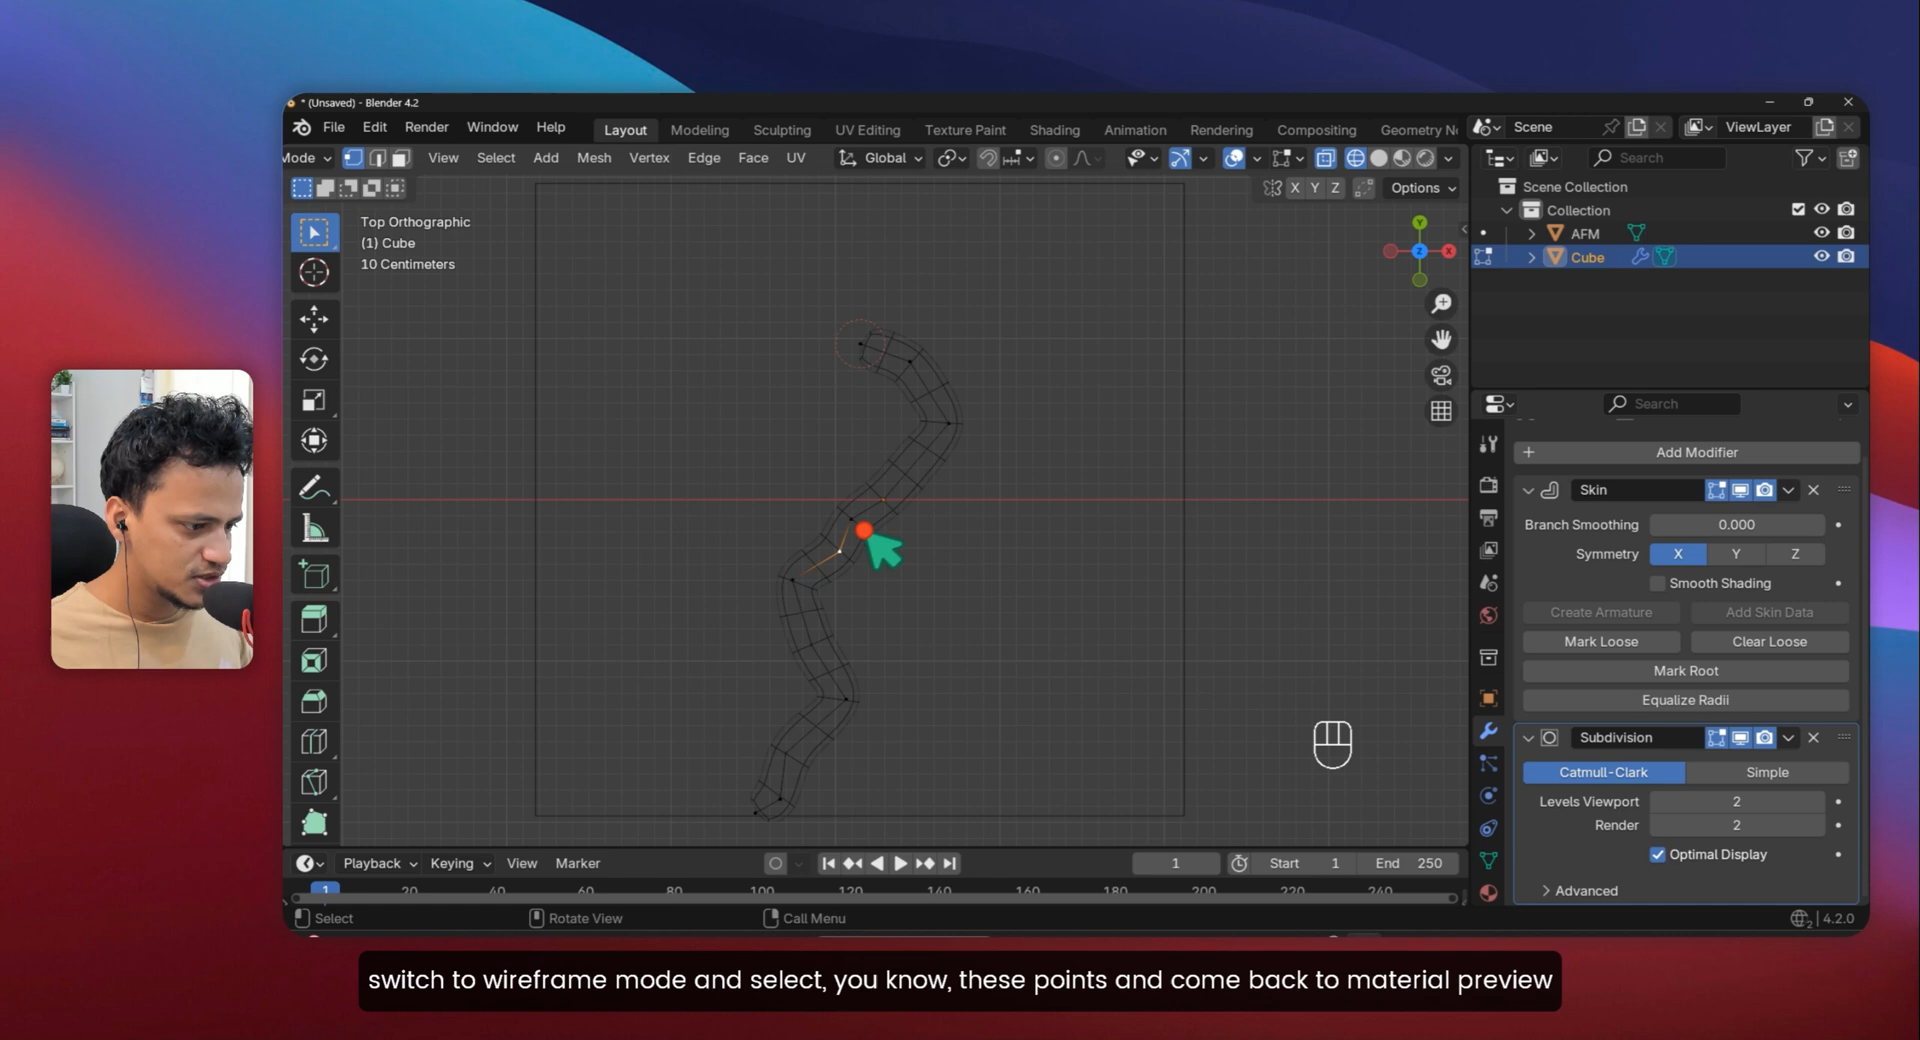 * (Unsaved) - Blender 4.2
File Edit Render Window Help Layout Modeling Sculpting UV Editing Texture Paint Shading Animation Rendering Compositing Geometry N Scene ViewLayer
Mode View Select Add Mesh Vertex Edge Face UV Global Search
X Y Z Options
Scene Collection
Collection
AFM
Cube
Top Orthographic
(1) Cube
10 Centimeters
Y
Z X
Search
Add Modifier
Skin
Branch Smoothing 0.000
Symmetry X Y Z
Smooth Shading
Create Armature Add Skin Data
Mark Loose Clear Loose
Mark Root
Equalize Radii
Subdivision
Catmull-Clark Simple
Levels Viewport 2
Render 2
Optimal Display
Advanced
Playback Keying View Marker 1 Start 1 End 250
1 20 40 60 80 100 120 140 160 180 200 220 240
Select Rotate View Call Menu 2 | 4.2.0
switch to wireframe mode and select, you know, these points and come back to material preview